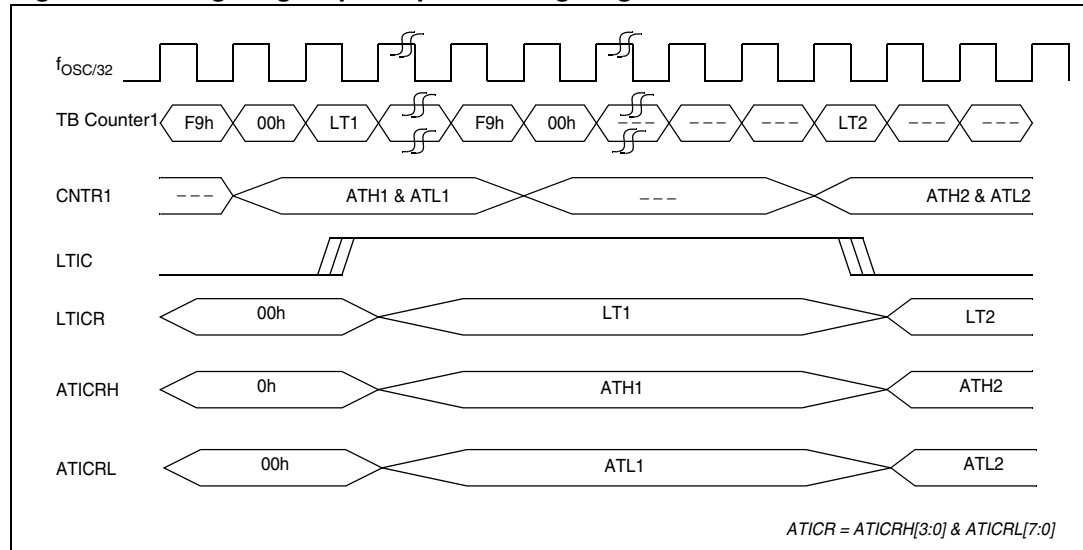 fOSC/32
TB Counter1 F9h 00h LT1 F9h 00h --- --- --- LT2 --- ---
CNTR1 --- ATH1 & ATL1 --- ATH2 & ATL2
LTIC
LTICR 00h LT1 LT2
ATICRH 0h ATH1 ATH2
ATICRL 00h ATL1 ATL2
ATICR = ATICRH[3:0] & ATICRL[7:0]